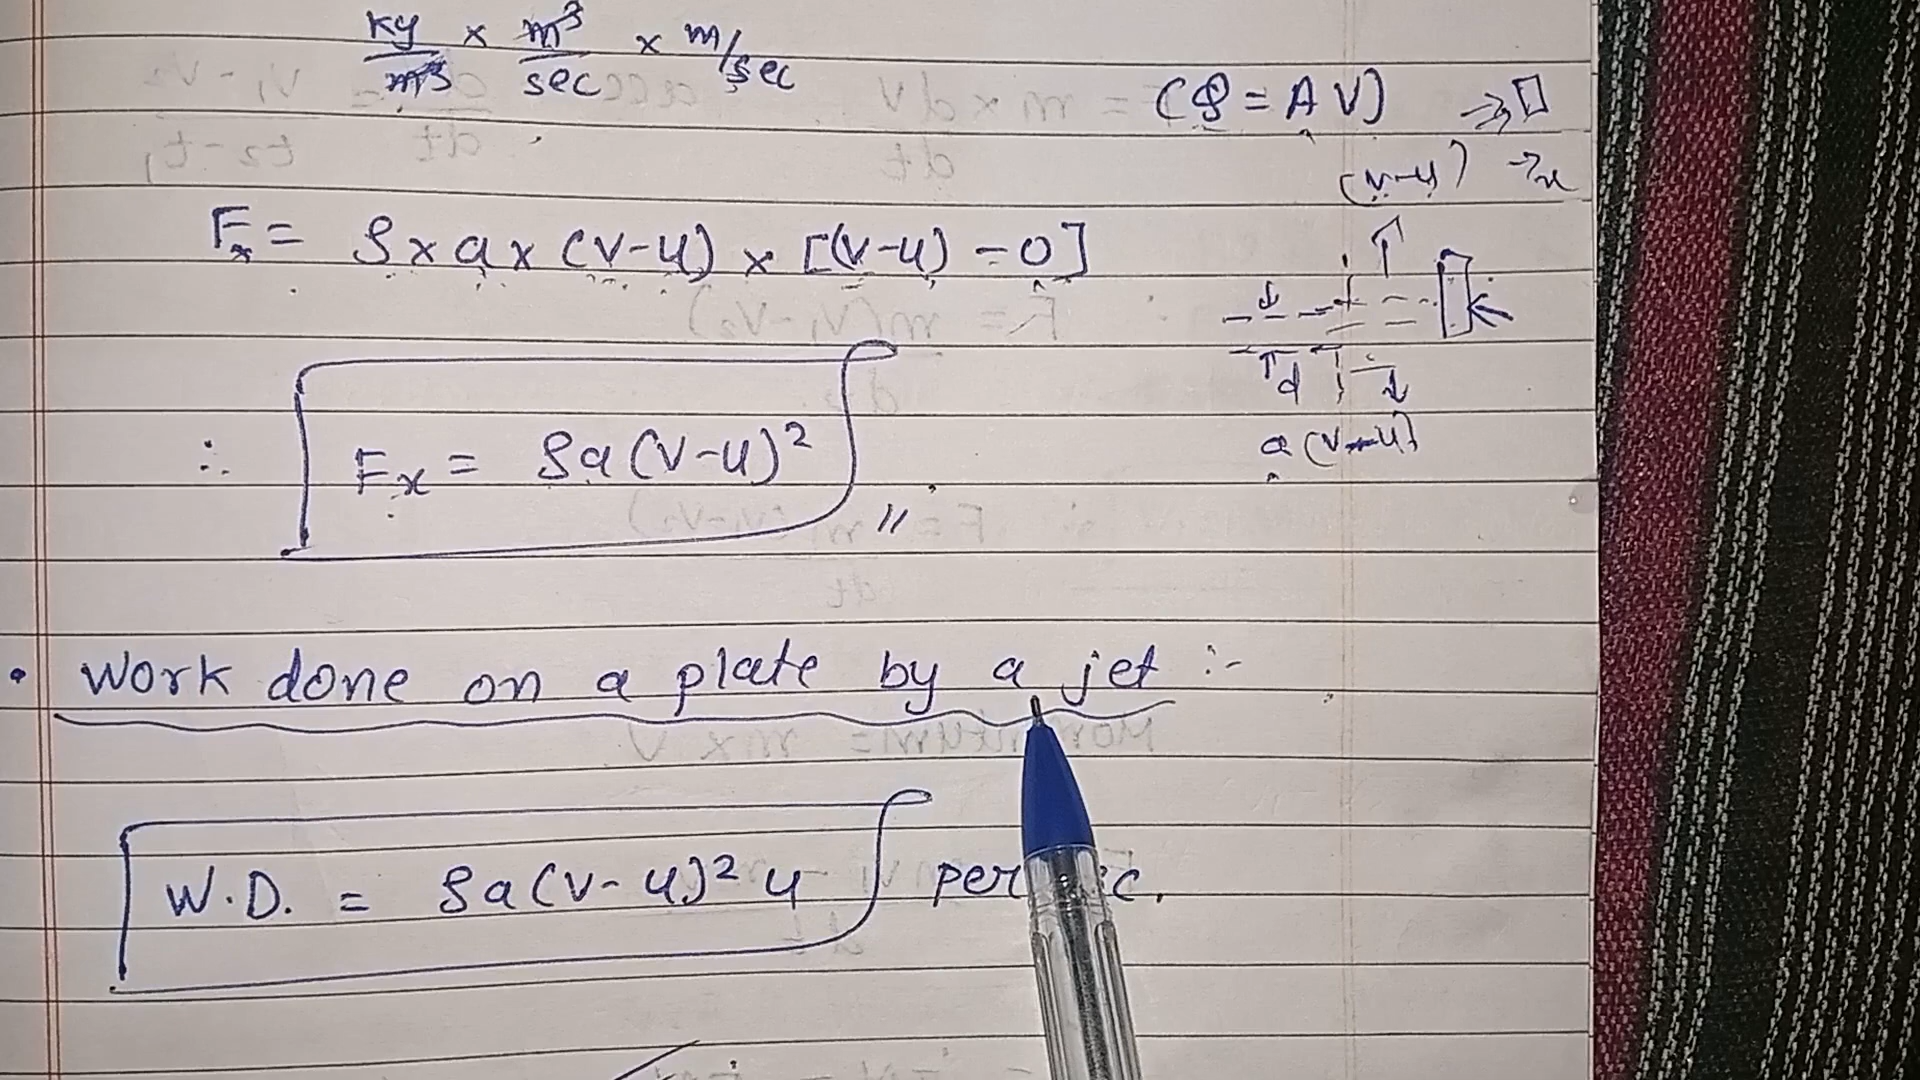 kg/m³ × m³/sec × m/sec
(Q = A V)
(v-u) → x
Fx = ρ × a × (V-u) × [(V-u) - 0]
d
a (V-u)
∴ Fx = ρa(V-u)²
• Work done on a plate by a jet :-
W.D. = ρa(V-u)² u per